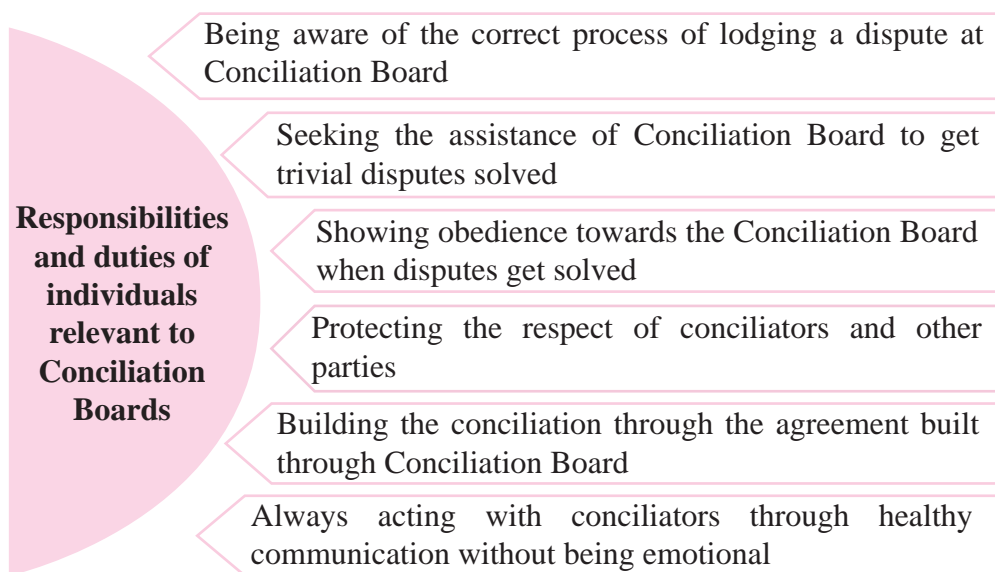 Being aware of the correct process of lodging a dispute at
Conciliation Board
Seeking the assistance of Conciliation Board to get
trivial disputes solved
Responsibilities
and duties of
individuals
relevant to
Conciliation
Boards
Showing obedience towards the Conciliation Board
when disputes get solved
Protecting the respect of conciliators and other
parties
Building the conciliation through the agreement built
through Conciliation Board
Always acting with conciliators through healthy
communication without being emotional